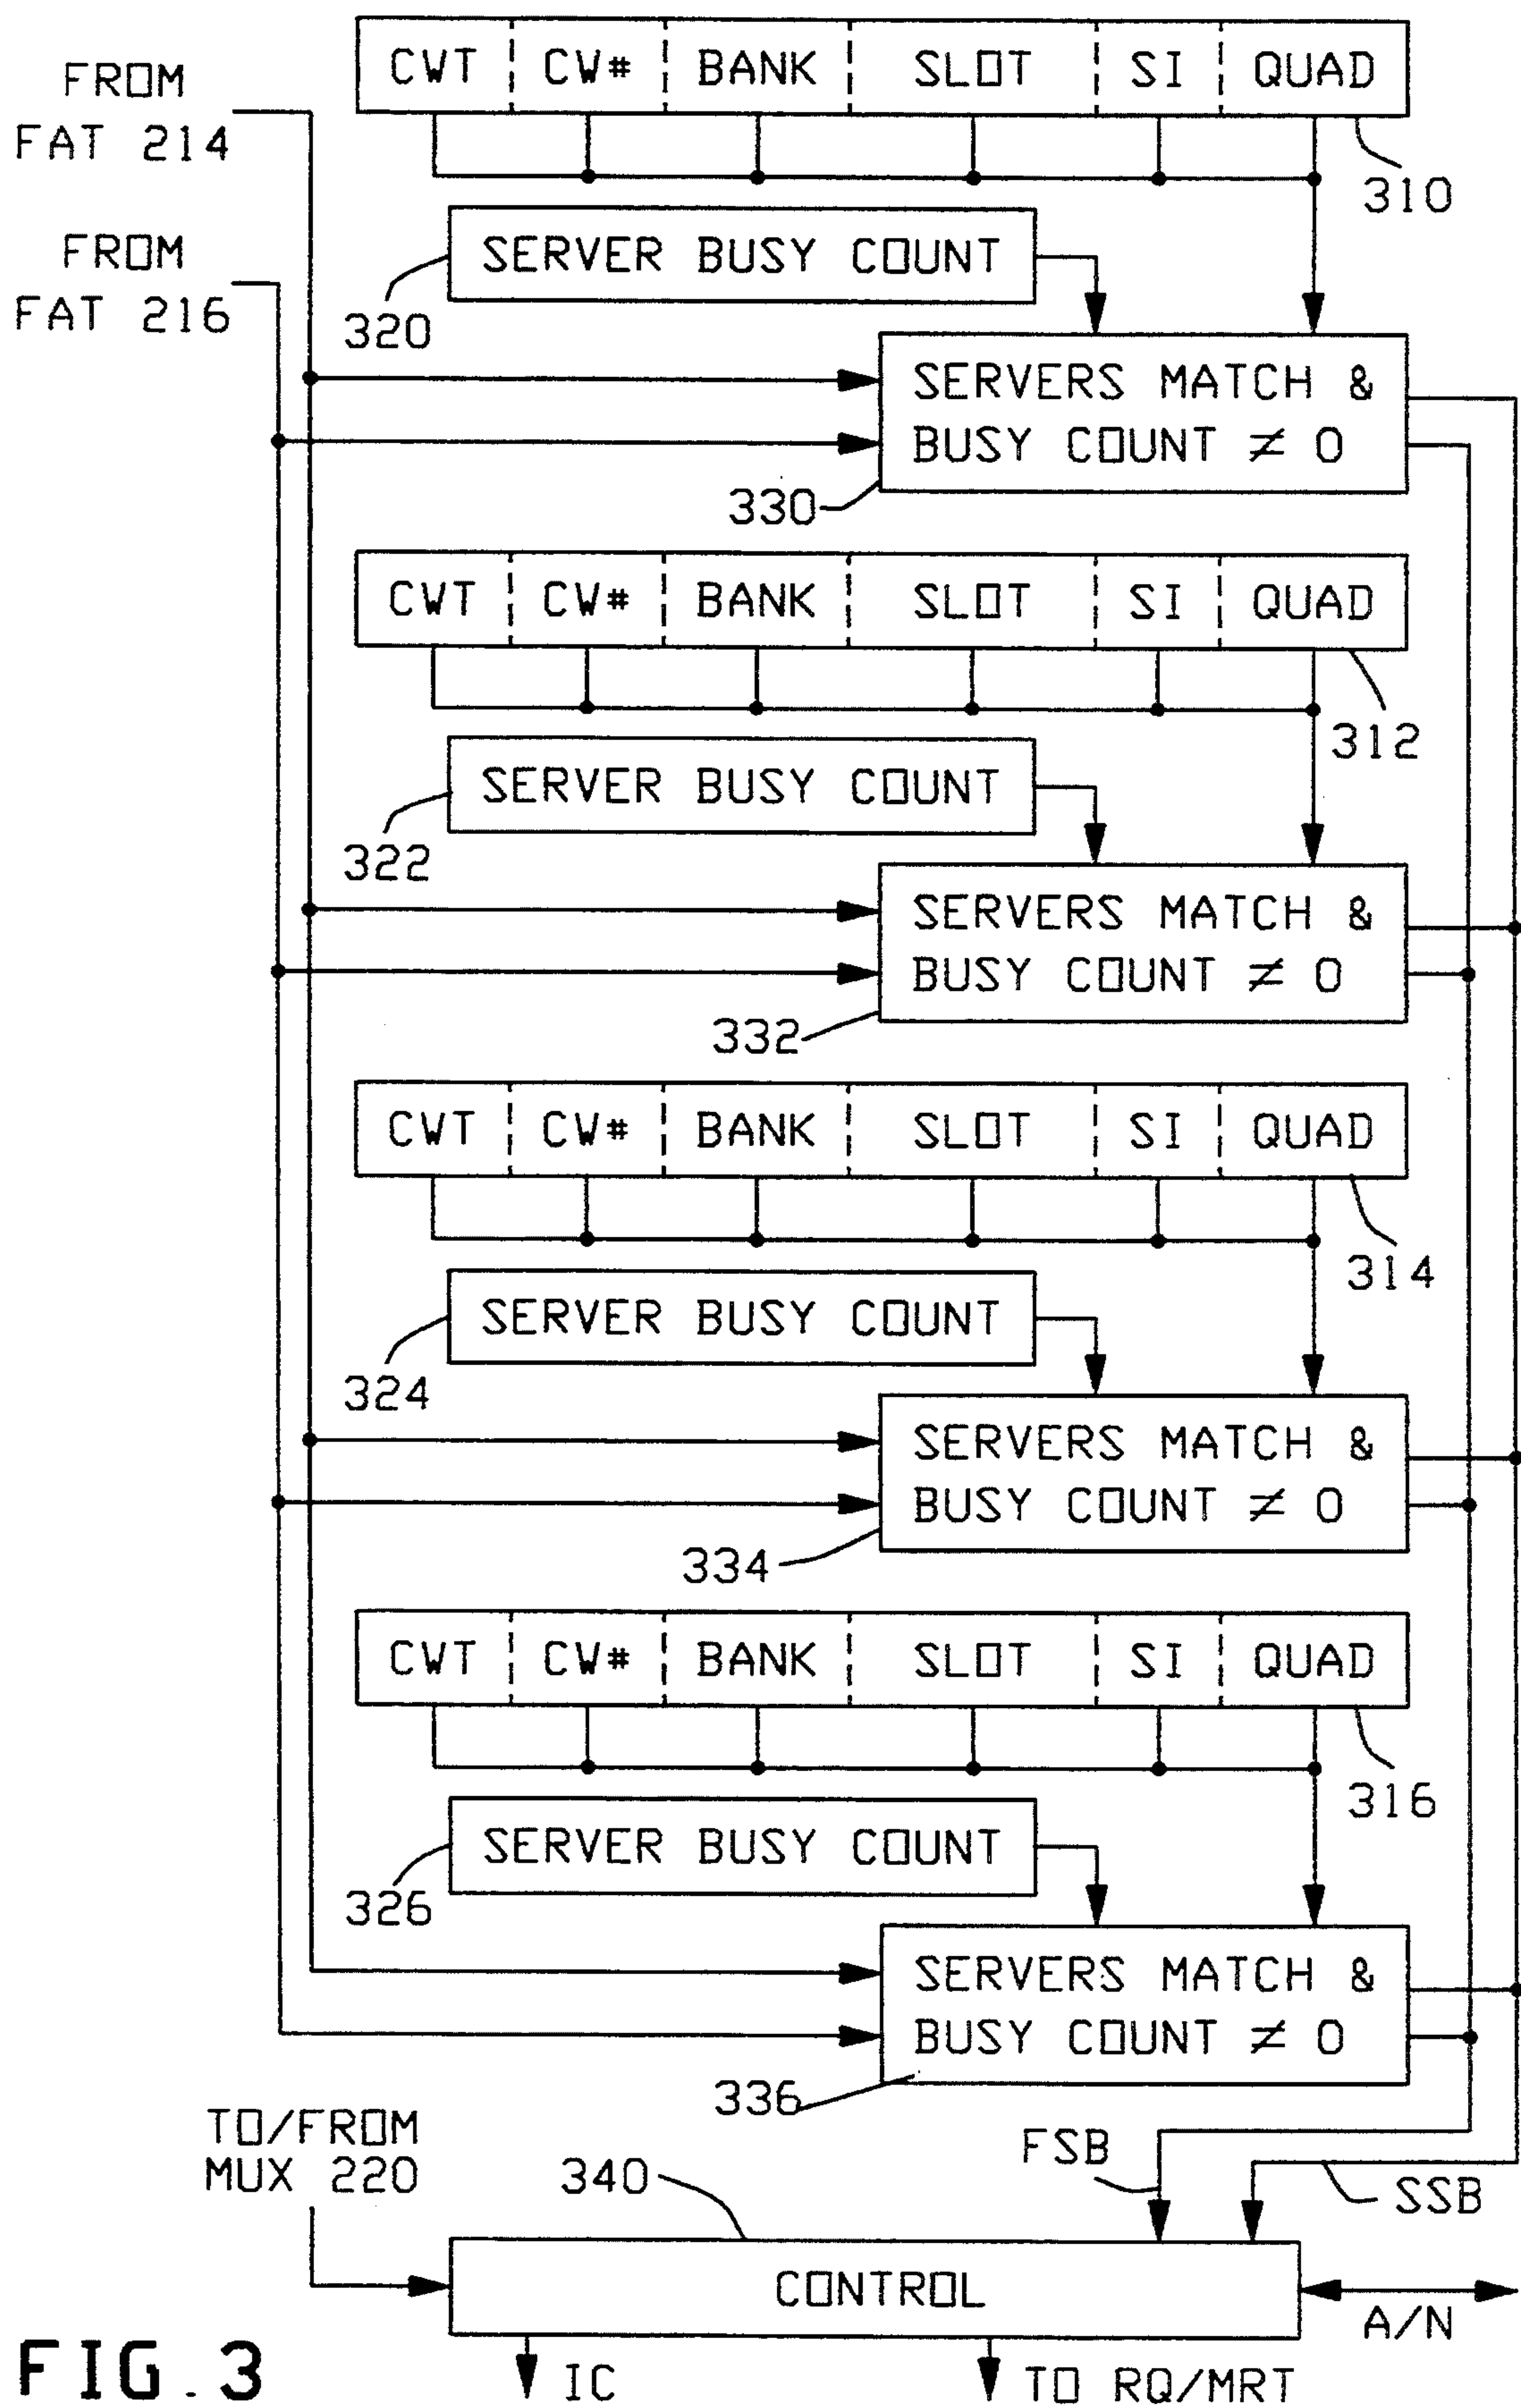 CWT CW# BANK SLOT SI QUAD
FROM
FAT 214
310
FROM
FAT 216
SERVER BUSY COUNT
320
SERVERS MATCH &
BUSY COUNT ≠ 0
330
CWT CW# BANK SLOT SI QUAD
312
SERVER BUSY COUNT
322
SERVERS MATCH &
BUSY COUNT ≠ 0
332
CWT CW# BANK SLOT SI QUAD
314
SERVER BUSY COUNT
324
SERVERS MATCH &
BUSY COUNT ≠ 0
334
CWT CW# BANK SLOT SI QUAD
316
SERVER BUSY COUNT
326
SERVERS MATCH &
BUSY COUNT ≠ 0
336
TO/FROM
MUX 220
340
FSB
SSB
CONTROL
A/N
FIG. 3
IC
TO RQ/MRT